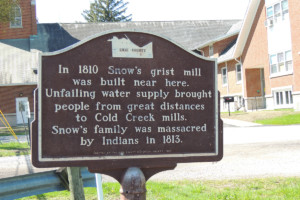 In 1810 Snow's grist mill
was built near here.
Unfailing water supply brought
people from great distances
to Cold Creek mills.
Snow's family was massacred
by Indians in 1813.